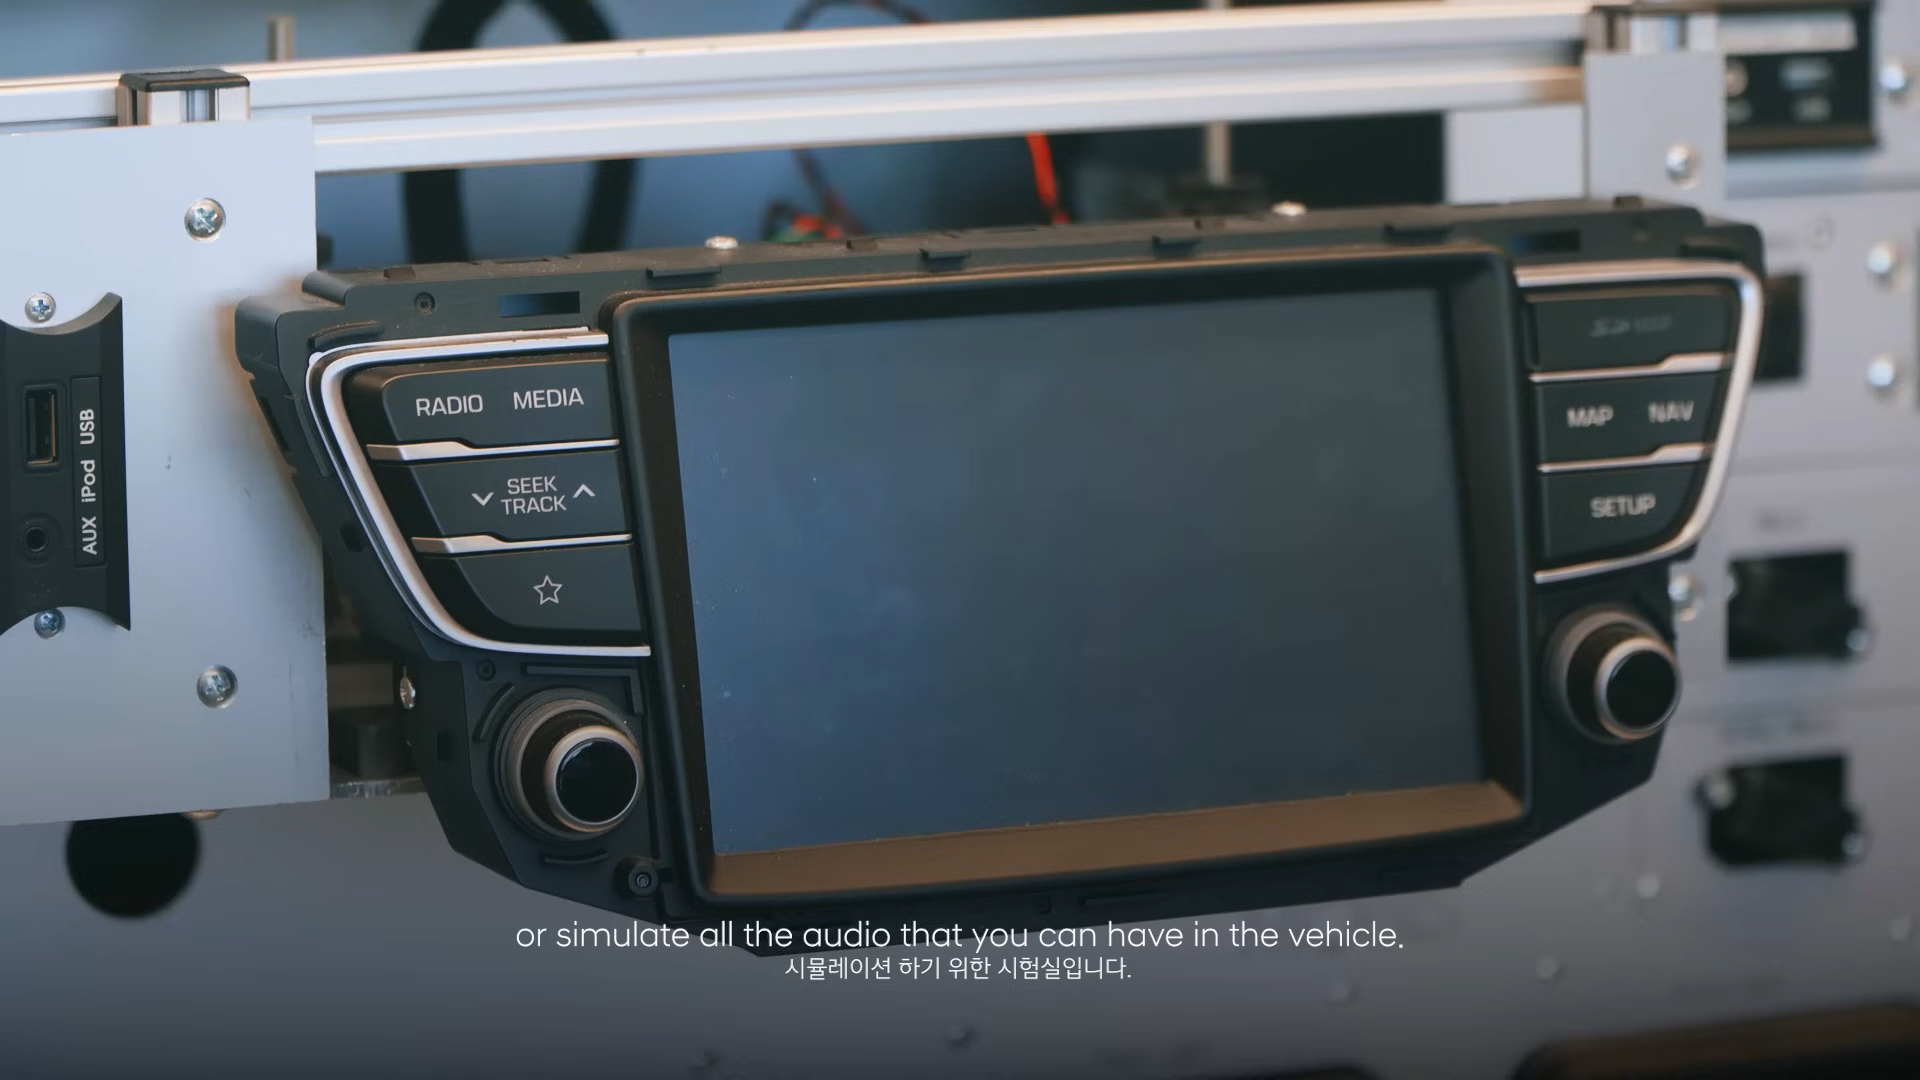 RADIO MEDIA
SEEK
TRACK
MAP NAV
SETUP
AUX iPod USB
or simulate all the audio that you can have in the vehicle.
시뮬레이션 하기 위한 시험실입니다.